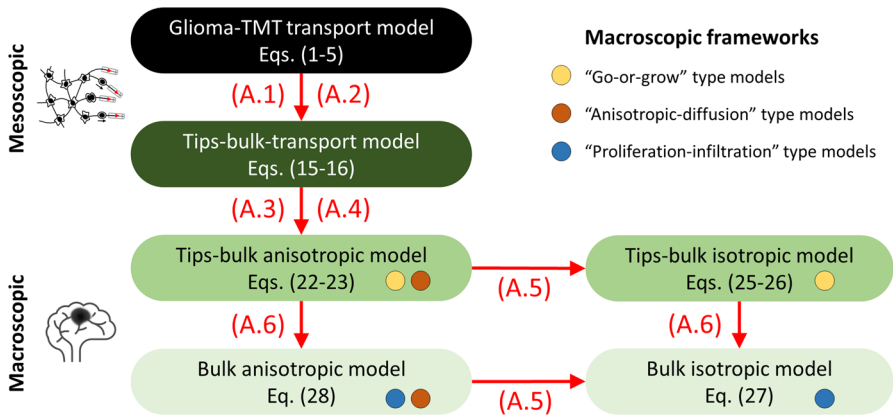 Mesoscopic
Glioma-TMT transport model
Eqs. (1-5)
(A.1) (A.2)
Tips-bulk-transport model
Eqs. (15-16)
(A.3) (A.4)
Macroscopic frameworks
“Go-or-grow” type models
“Anisotropic-diffusion” type models
“Proliferation-infiltration” type models
Macroscopic
Tips-bulk anisotropic model
Eqs. (22-23)
(A.5)
Tips-bulk isotropic model
Eqs. (25-26)
(A.6)
(A.6)
Bulk anisotropic model
Eq. (28)
(A.5)
Bulk isotropic model
Eq. (27)